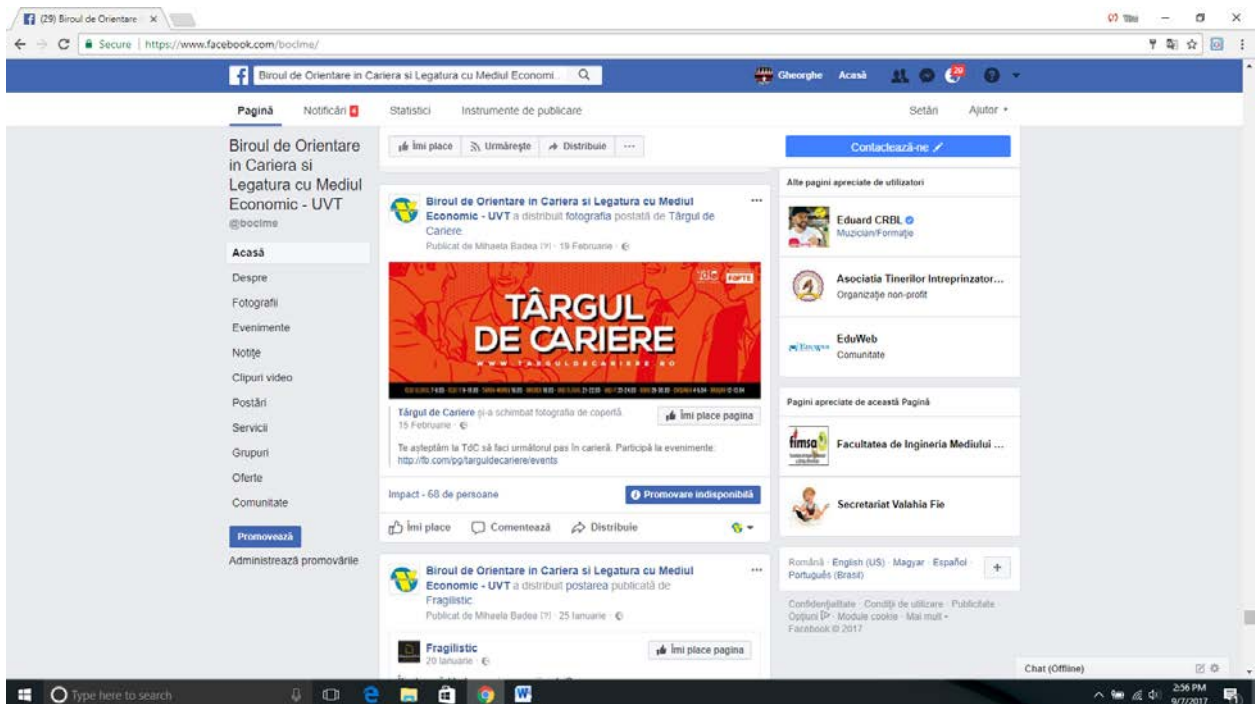 (29) Biroul de Orientare
Secure | https://www.facebook.com/boclme/
Biroul de Orientare in Cariera si Legatura cu Mediul Economi
Gheorghe Acasă 29
Pagină Notificări 4 Statistici Instrumente de publicare Setări Ajutor
Biroul de Orientare
in Cariera si
Legatura cu Mediul
Economic - UVT
@boclme
Acasă
Despre
Fotografii
Evenimente
Notițe
Clipuri video
Postări
Servicii
Grupuri
Oferte
Comunitate
Promovează
Administrează promovările
Îmi place Urmărește Distribuie ...
Biroul de Orientare in Cariera si Legatura cu Mediul
Economic - UVT a distribuit fotografia postată de Târgul de
Cariere.
Publicat de Mihaela Badea [?] · 19 Februarie
TdC FORTE
TÂRGUL
DE CARIERE
WWW.TARGULDECARIERE.RO
Târgul de Cariere și-a schimbat fotografia de copertă.
15 Februarie
Îmi place pagina
Te așteptăm la TdC să faci următorul pas în carieră. Participă la evenimente:
http://fb.com/pg/targuldecariere/events
Impact - 68 de persoane
Promovare indisponibilă
Îmi place Comentează Distribuie
Biroul de Orientare in Cariera si Legatura cu Mediul
Economic - UVT a distribuit postarea publicată de
Fragilistic.
Publicat de Mihaela Badea [?] · 25 Ianuarie
Fragilistic
20 Ianuarie
Îmi place pagina
Contactează-ne
Alte pagini apreciate de utilizatori
Eduard CRBL
Muzician/Formație
Asociatia Tinerilor Intreprinzator...
Organizație non-profit
EduWeb
Comunitate
Pagini apreciate de această Pagină
fimsa
Facultatea de Ingineria Mediului ...
Secretariat Valahia Fie
Română · English (US) · Magyar · Español ·
Português (Brasil)
Confidențialitate · Condiții de utilizare · Publicitate ·
Opțiuni · Module cookie · Mai mult
Facebook © 2017
Chat (Offline)
Type here to search
2:56 PM
9/7/2017